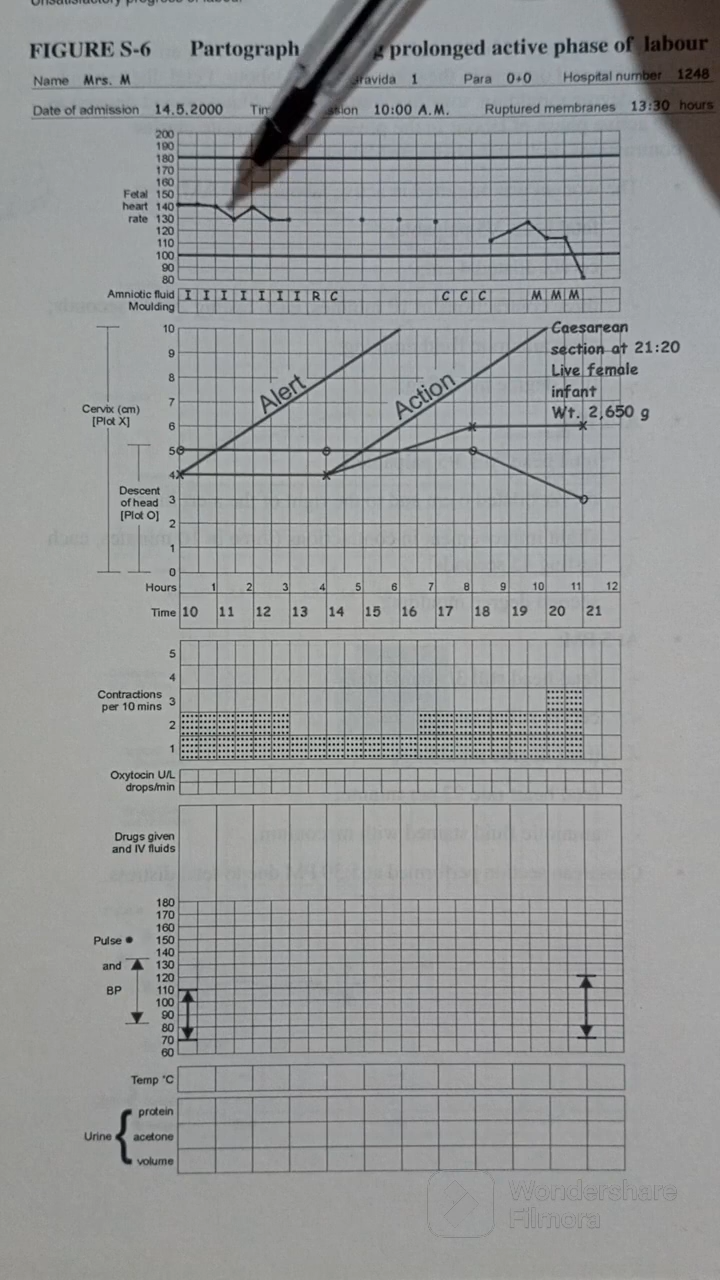 FIGURE S-6 Partograph prolonged active phase of labour
Name Mrs. M Gravida 1 Para 0+0 Hospital number 1248
Date of admission 14.5.2000 10:00 A.M. Ruptured membranes 13:30 hours
200
190
180
170
160
Fetal 150
heart 140
rate 130
120
110
100
90
80
Amniotic fluid I I I I I I I R C C C C M M M
Moulding
10
9
8
7
6
5
4
3
2
1
0
Cervix (cm)
[Plot X]
Descent
of head
[Plot O]
Alert
Action
Caesarean
section at 21:20
Live female
infant
Wt. 2,650 g
Hours 1 2 3 4 5 6 7 8 9 10 11 12
Time 10 11 12 13 14 15 16 17 18 19 20 21
5
4
Contractions 3
per 10 mins
2
1
Oxytocin U/L
drops/min
Drugs given
and IV fluids
180
170
160
Pulse 150
140
and 130
120
BP 110
100
90
80
70
60
Temp °C
protein
Urine acetone
volume
Wondershare
Filmora